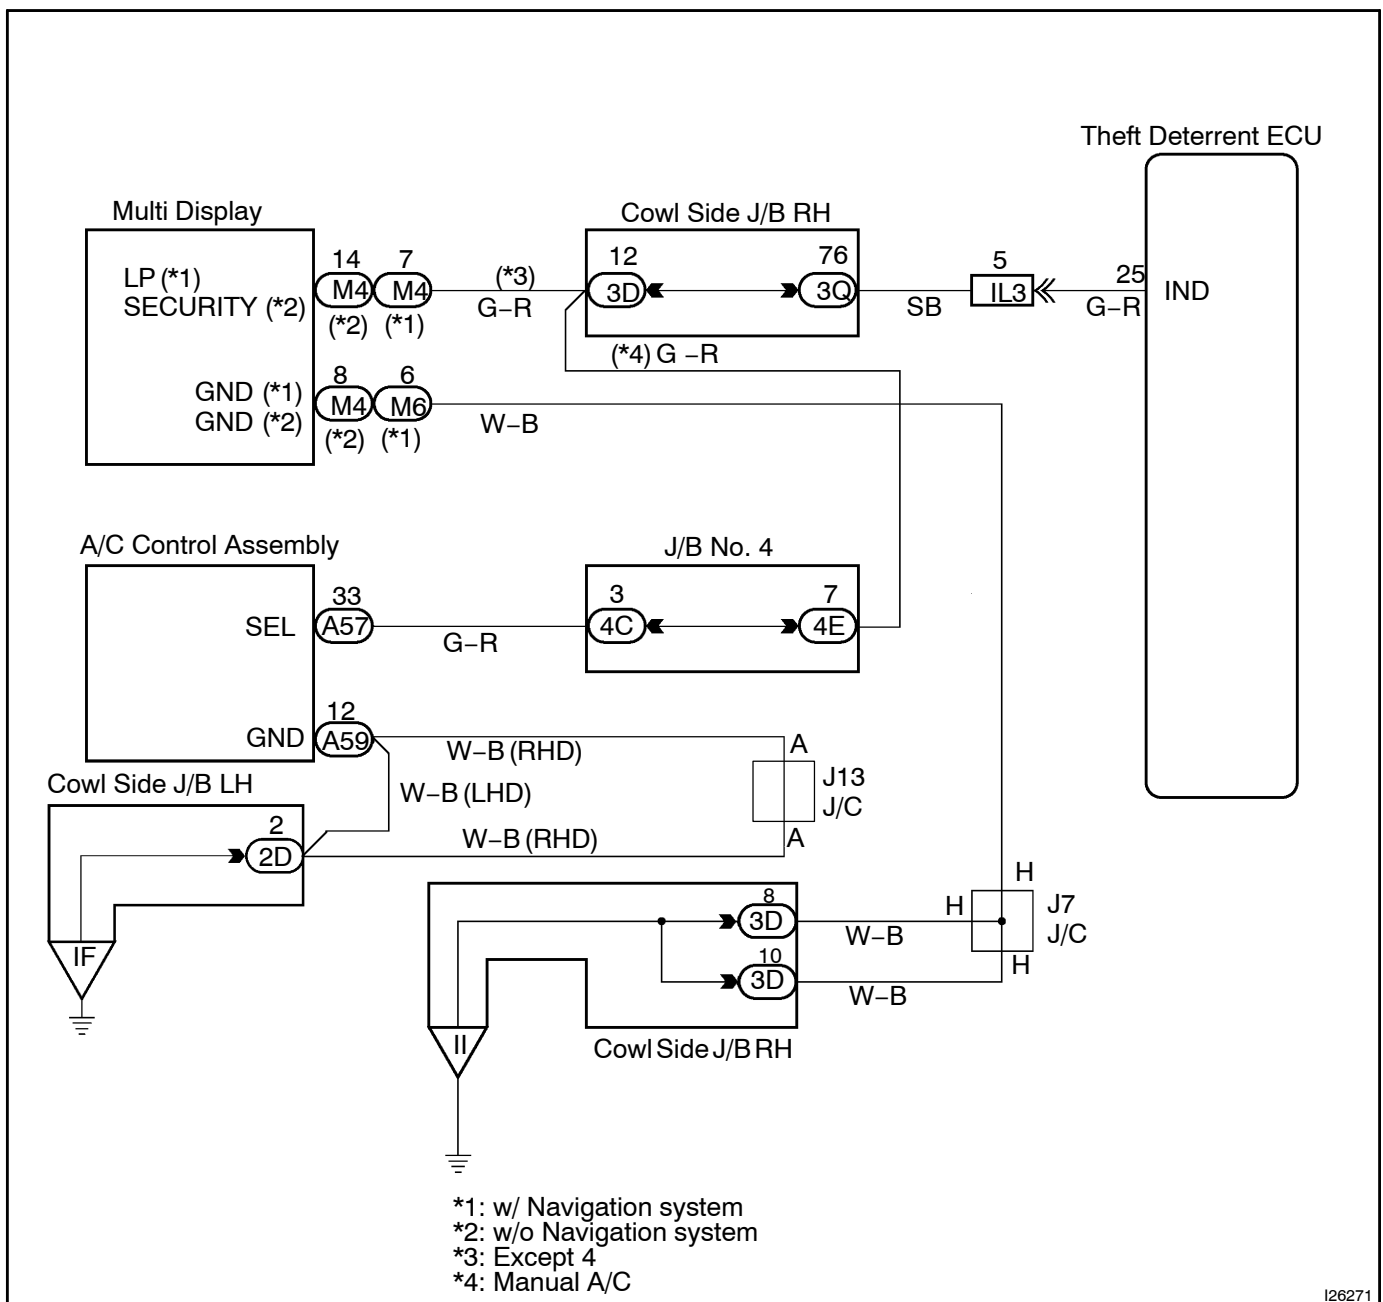 Theft Deterrent ECU
Multi Display
Cowl Side J/B RH
LP (*1)
SECURITY (*2)
14
M4
(*2)
7
M4
(*1)
(*3)
G-R
12
3D
76
3Q
SB
5
IL3
25
G-R
IND
(*4) G -R
GND (*1)
GND (*2)
8
M4
(*2)
6
M6
(*1)
W-B
A/C Control Assembly
J/B No. 4
SEL
33
A57
G-R
3
4C
7
4E
GND
12
A59
W-B (RHD)
A
J13
J/C
A
W-B (LHD)
Cowl Side J/B LH
2
2D
W-B (RHD)
IF
8
3D
W-B
H
H
J7
J/C
H
10
3D
W-B
II
Cowl Side J/B RH
*1: w/ Navigation system
*2: w/o Navigation system
*3: Except 4
*4: Manual A/C
I26271